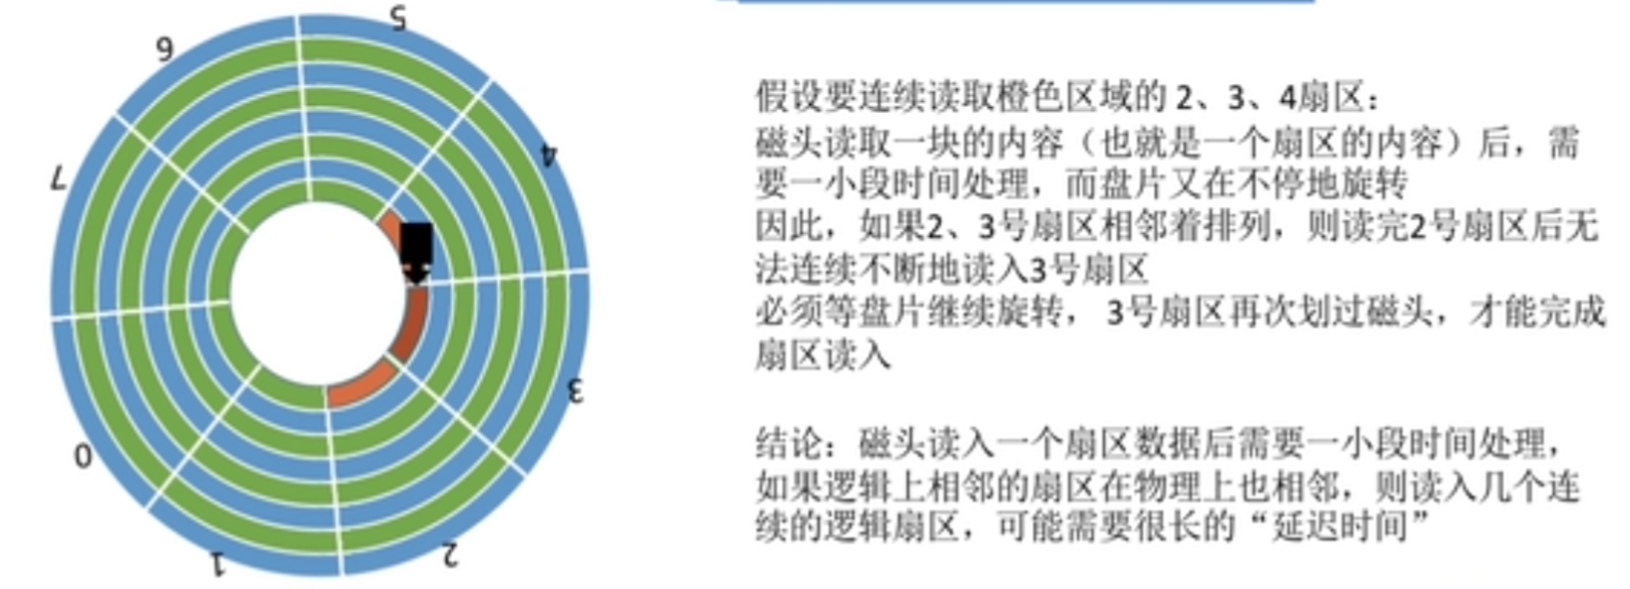 5
6
4
7
3
0
2
1
假设要连续读取橙色区域的 2、3、4扇区：
磁头读取一块的内容（也就是一个扇区的内容）后，需
要一小段时间处理，而盘片又在不停地旋转
因此，如果2、3号扇区相邻着排列，则读完2号扇区后无
法连续不断地读入3号扇区
必须等盘片继续旋转， 3号扇区再次划过磁头，才能完成
扇区读入
结论：磁头读入一个扇区数据后需要一小段时间处理，
如果逻辑上相邻的扇区在物理上也相邻，则读入几个连
续的逻辑扇区，可能需要很长的“延迟时间”